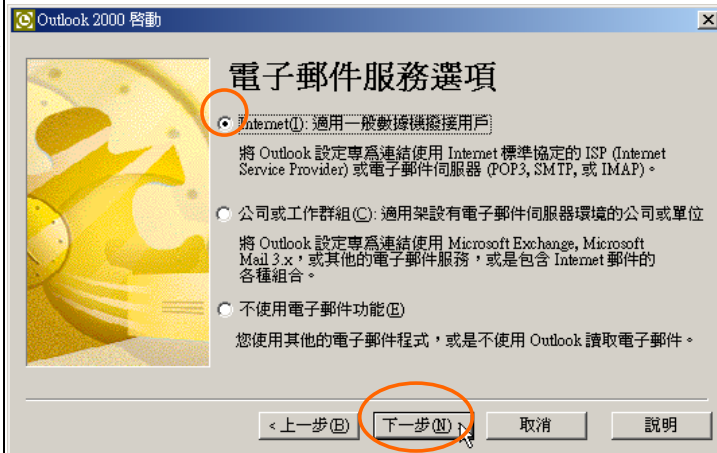 Outlook 2000 啓動
電子郵件服務選項
Internet(I): 適用一般數據機撥接用戶
將 Outlook 設定專爲連結使用 Internet 標準協定的 ISP (Internet
Service Provider) 或電子郵件伺服器 (POP3, SMTP, 或 IMAP)。
公司或工作群組(C): 適用架設有電子郵件伺服器環境的公司或單位
將 Outlook 設定專爲連結使用 Microsoft Exchange, Microsoft
Mail 3.x，或其他的電子郵件服務，或是包含 Internet 郵件的
各種組合。
不使用電子郵件功能(E)
您使用其他的電子郵件程式，或是不使用 Outlook 讀取電子郵件。
<上一步(B) 下一步(N) 取消 說明